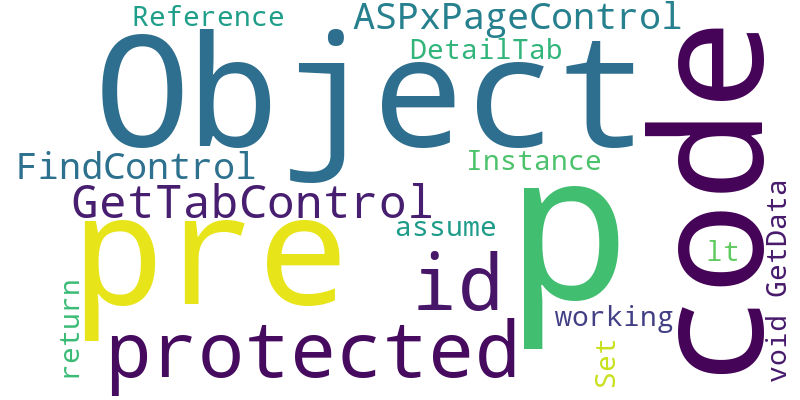 Reference
ASPxPageControl
DetailTab
Object
code
FindControl
Instance
GetTabControl
p
pre
assume
lt
void GetData
id
return
working
protected
Set